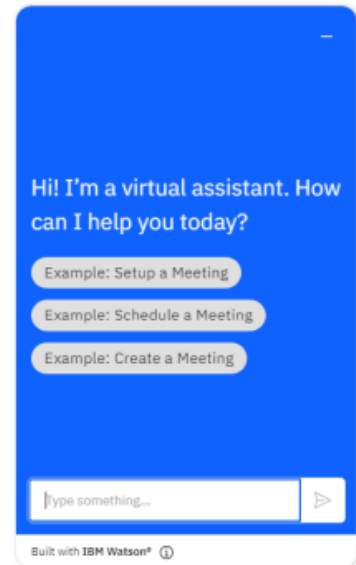 Hi! I'm a virtual assistant. How
can I help you today?
Example: Setup a Meeting
Example: Schedule a Meeting
Example: Create a Meeting
Type something...
Built with IBM Watson®